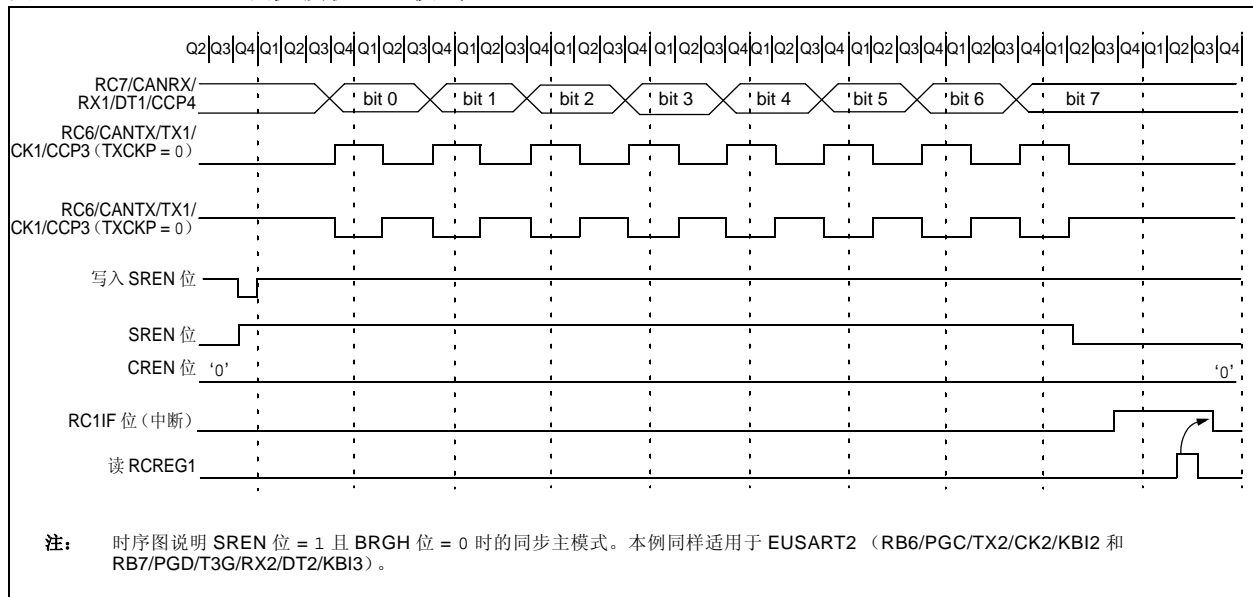 Q2 Q3 Q4 Q1 Q2 Q3 Q4 Q1 Q2 Q3 Q4 Q1 Q2 Q3 Q4 Q1 Q2 Q3 Q4 Q1 Q2 Q3 Q4 Q1 Q2 Q3 Q4 Q1 Q2 Q3 Q4 Q1 Q2 Q3 Q4 Q1 Q2 Q3 Q4 Q1 Q2 Q3 Q4
RC7/CANRX/
RX1/DT1/CCP4
bit 0 bit 1 bit 2 bit 3 bit 4 bit 5 bit 6 bit 7
RC6/CANTX/TX1/
CK1/CCP3（TXCKP = 0）
RC6/CANTX/TX1/
CK1/CCP3（TXCKP = 0）
写入 SREN 位
SREN 位
CREN 位 ‘0’ ‘0’
RC1IF 位（中断）
读 RCREG1
注： 时序图说明 SREN 位 = 1 且 BRGH 位 = 0 时的同步主模式。本例同样适用于 EUSART2 （RB6/PGC/TX2/CK2/KBI2 和
RB7/PGD/T3G/RX2/DT2/KBI3）。